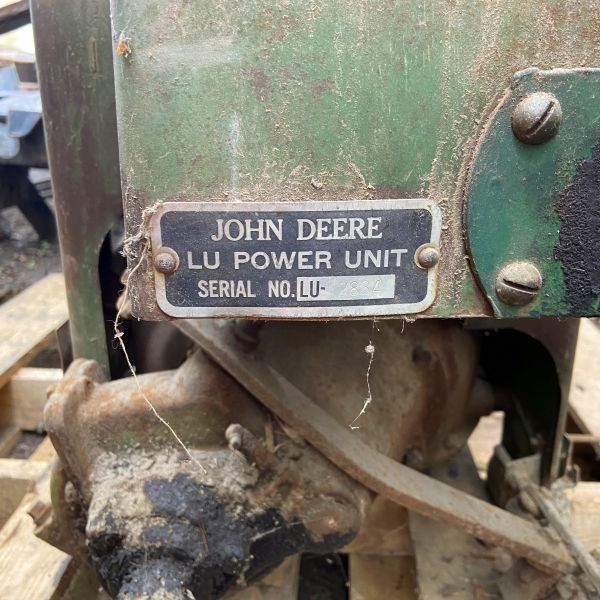 JOHN DEERE
LU POWER UNIT
SERIAL NO. LU-